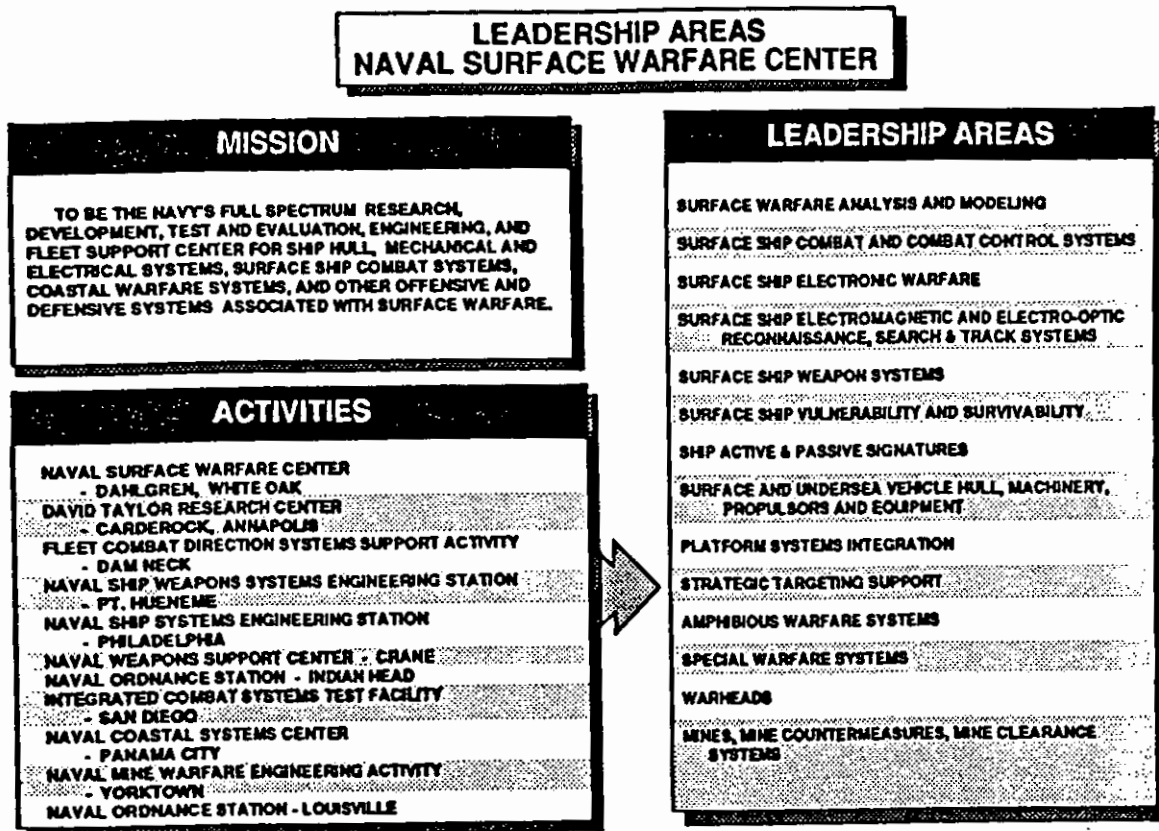 LEADERSHIP AREAS
NAVAL SURFACE WARFARE CENTER
MISSION
TO BE THE NAVY'S FULL SPECTRUM RESEARCH,
DEVELOPMENT, TEST AND EVALUATION, ENGINEERING, AND
FLEET SUPPORT CENTER FOR SHIP HULL, MECHANICAL AND
ELECTRICAL SYSTEMS, SURFACE SHIP COMBAT SYSTEMS,
COASTAL WARFARE SYSTEMS, AND OTHER OFFENSIVE AND
DEFENSIVE SYSTEMS ASSOCIATED WITH SURFACE WARFARE.
ACTIVITIES
NAVAL SURFACE WARFARE CENTER
- DAHLGREN, WHITE OAK
DAVID TAYLOR RESEARCH CENTER
- CARDEROCK, ANNAPOLIS
FLEET COMBAT DIRECTION SYSTEMS SUPPORT ACTIVITY
- DAM NECK
NAVAL SHIP WEAPONS SYSTEMS ENGINEERING STATION
- PT. HUENEME
NAVAL SHIP SYSTEMS ENGINEERING STATION
- PHILADELPHIA
NAVAL WEAPONS SUPPORT CENTER - CRANE
NAVAL ORDNANCE STATION - INDIAN HEAD
INTEGRATED COMBAT SYSTEMS TEST FACILITY
- SAN DIEGO
NAVAL COASTAL SYSTEMS CENTER
- PANAMA CITY
NAVAL MINE WARFARE ENGINEERING ACTIVITY
- YORKTOWN
NAVAL ORDNANCE STATION - LOUISVILLE
LEADERSHIP AREAS
SURFACE WARFARE ANALYSIS AND MODELING
SURFACE SHIP COMBAT AND COMBAT CONTROL SYSTEMS
SURFACE SHIP ELECTRONIC WARFARE
SURFACE SHIP ELECTROMAGNETIC AND ELECTRO-OPTIC
RECONNAISSANCE, SEARCH & TRACK SYSTEMS
SURFACE SHIP WEAPON SYSTEMS
SURFACE SHIP VULNERABILITY AND SURVIVABILITY
SHIP ACTIVE & PASSIVE SIGNATURES
SURFACE AND UNDERSEA VEHICLE HULL, MACHINERY,
PROPULSORS AND EQUIPMENT
PLATFORM SYSTEMS INTEGRATION
STRATEGIC TARGETING SUPPORT
AMPHIBIOUS WARFARE SYSTEMS
SPECIAL WARFARE SYSTEMS
WARHEADS
MINES, MINE COUNTERMEASURES, MINE CLEARANCE
SYSTEMS